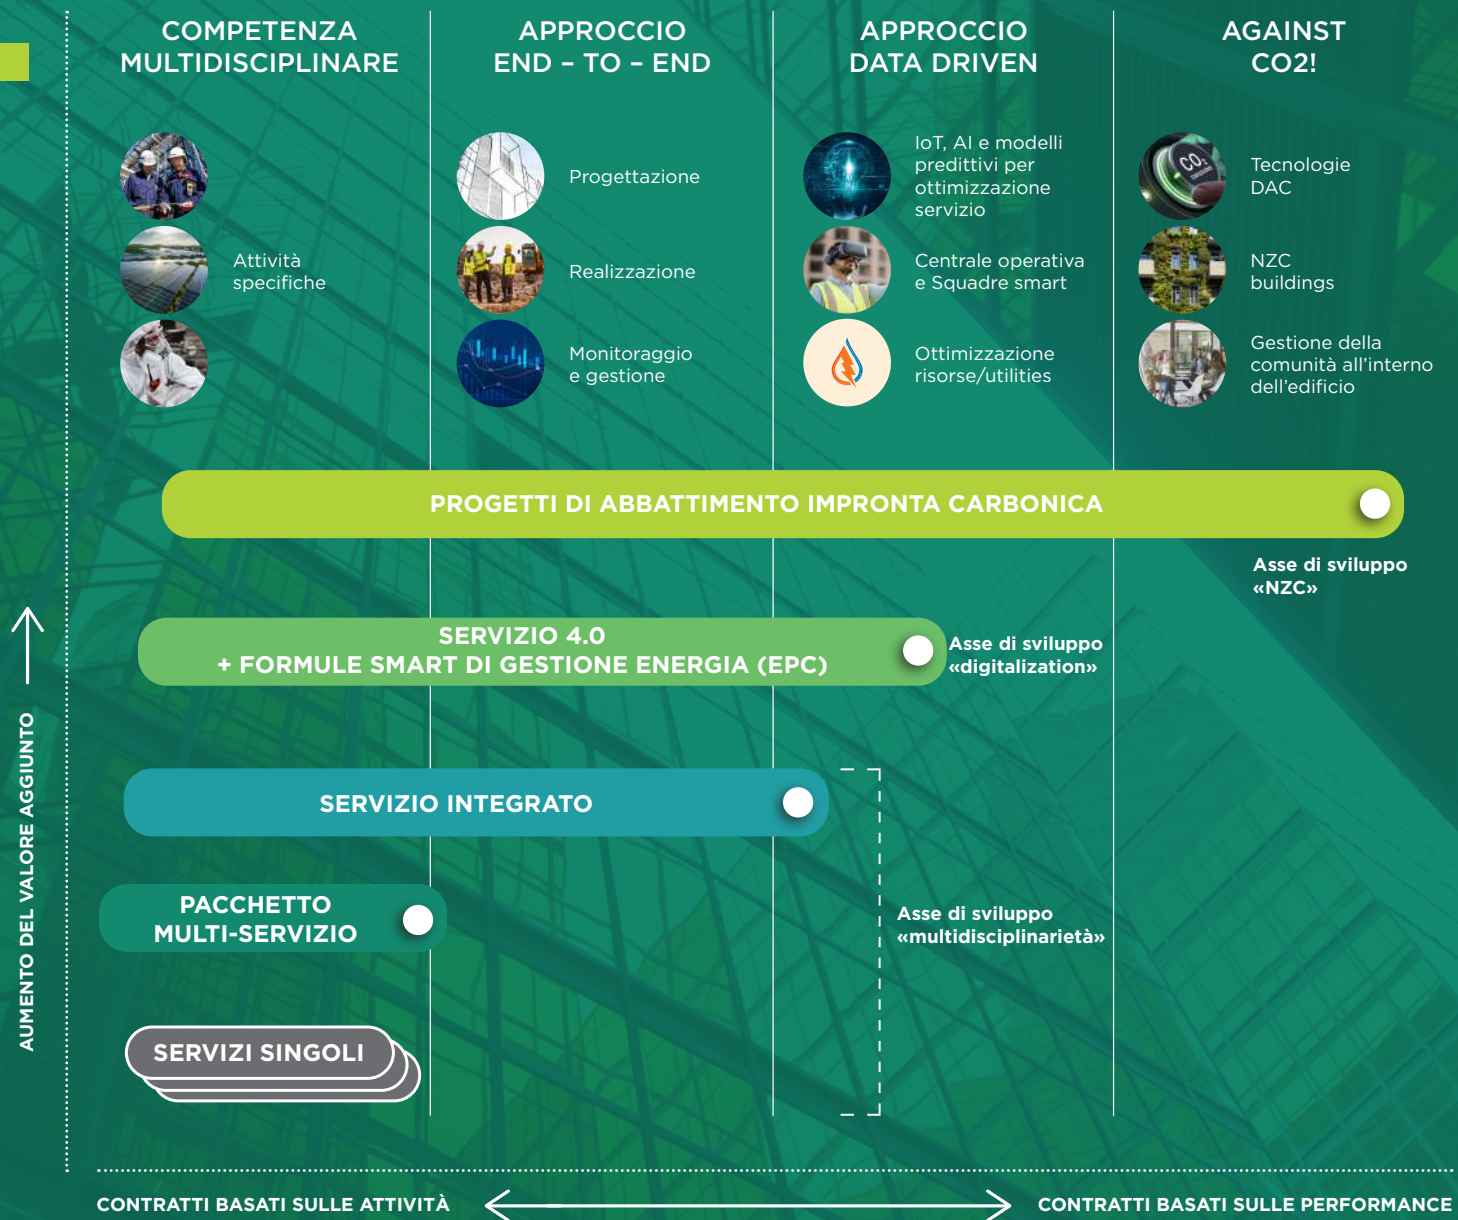 COMPETENZA
MULTIDISCIPLINARE
APPROCCIO
END – TO – END
APPROCCIO
DATA DRIVEN
AGAINST
CO2!
Attività
specifiche
Progettazione
Realizzazione
Monitoraggio
e gestione
IoT, AI e modelli
predittivi per
ottimizzazione
servizio
Centrale operativa
e Squadre smart
Ottimizzazione
risorse/utilities
CO2
Tecnologie
DAC
NZC
buildings
Gestione della
comunità all'interno
dell'edificio
PROGETTI DI ABBATTIMENTO IMPRONTA CARBONICA
Asse di sviluppo
«NZC»
SERVIZIO 4.0
+ FORMULE SMART DI GESTIONE ENERGIA (EPC)
Asse di sviluppo
«digitalization»
SERVIZIO INTEGRATO
PACCHETTO
MULTI-SERVIZIO
Asse di sviluppo
«multidisciplinarietà»
SERVIZI SINGOLI
AUMENTO DEL VALORE AGGIUNTO
CONTRATTI BASATI SULLE ATTIVITÀ
CONTRATTI BASATI SULLE PERFORMANCE